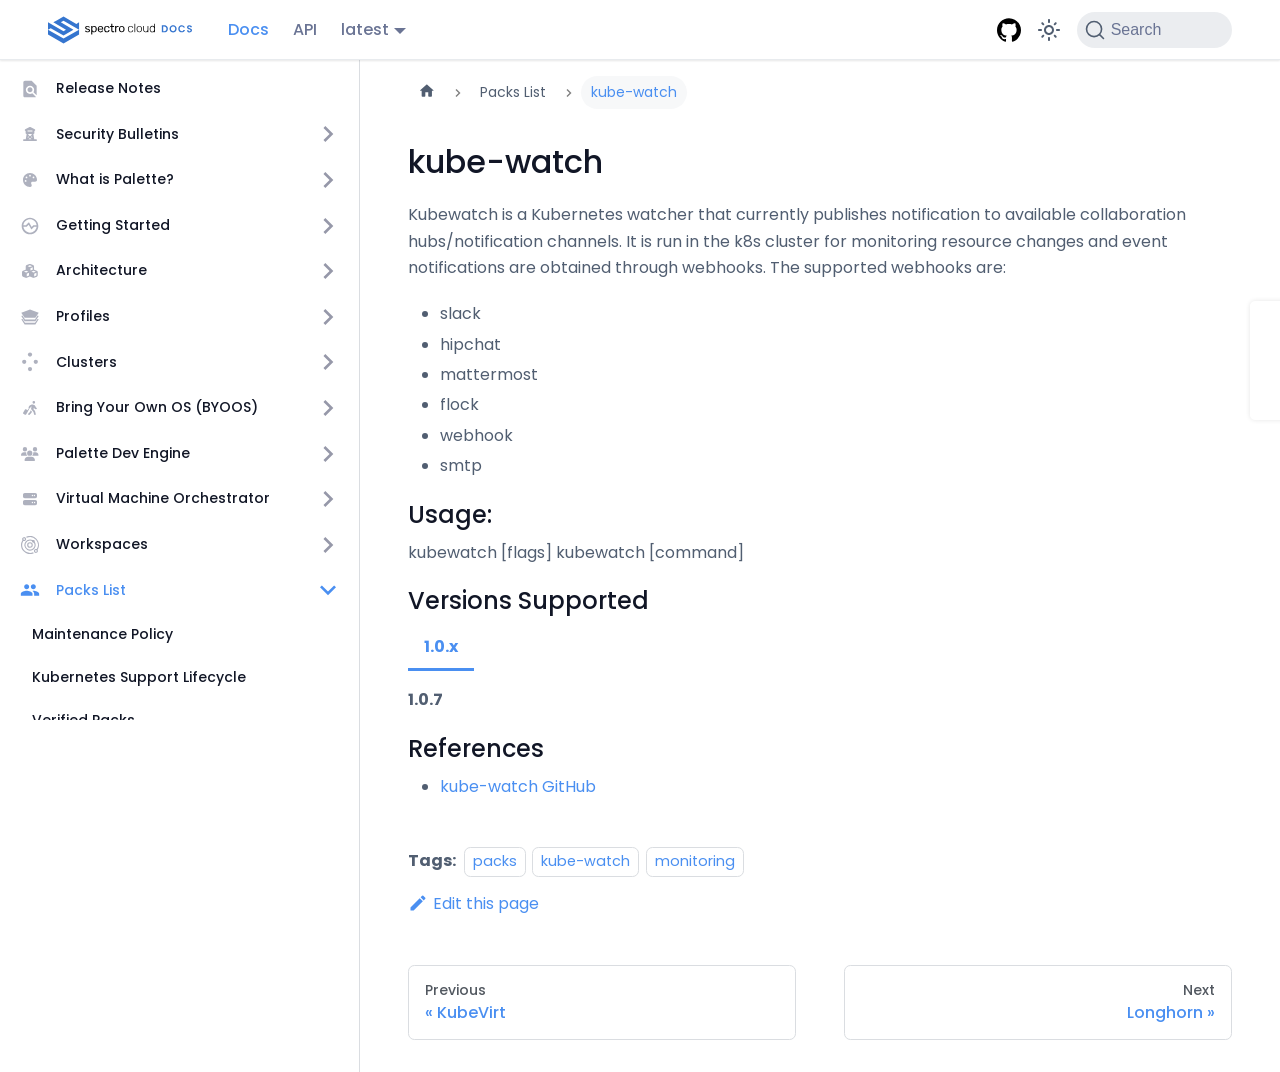 spectro cloud DOCS
Docs
API
latest
Search
Release Notes
Security Bulletins
What is Palette?
Getting Started
Architecture
Profiles
Clusters
Bring Your Own OS (BYOOS)
Palette Dev Engine
Virtual Machine Orchestrator
Workspaces
Packs List
Maintenance Policy
Kubernetes Support Lifecycle
Verified Packs
Packs List
kube-watch
kube-watch
Kubewatch is a Kubernetes watcher that currently publishes notification to available collaboration
hubs/notification channels. It is run in the k8s cluster for monitoring resource changes and event
notifications are obtained through webhooks. The supported webhooks are:
slack
hipchat
mattermost
flock
webhook
smtp
Usage:
kubewatch [flags] kubewatch [command]
Versions Supported
1.0.x
1.0.7
References
kube-watch GitHub
Tags: packs kube-watch monitoring
Edit this page
Previous
« KubeVirt
Next
Longhorn »